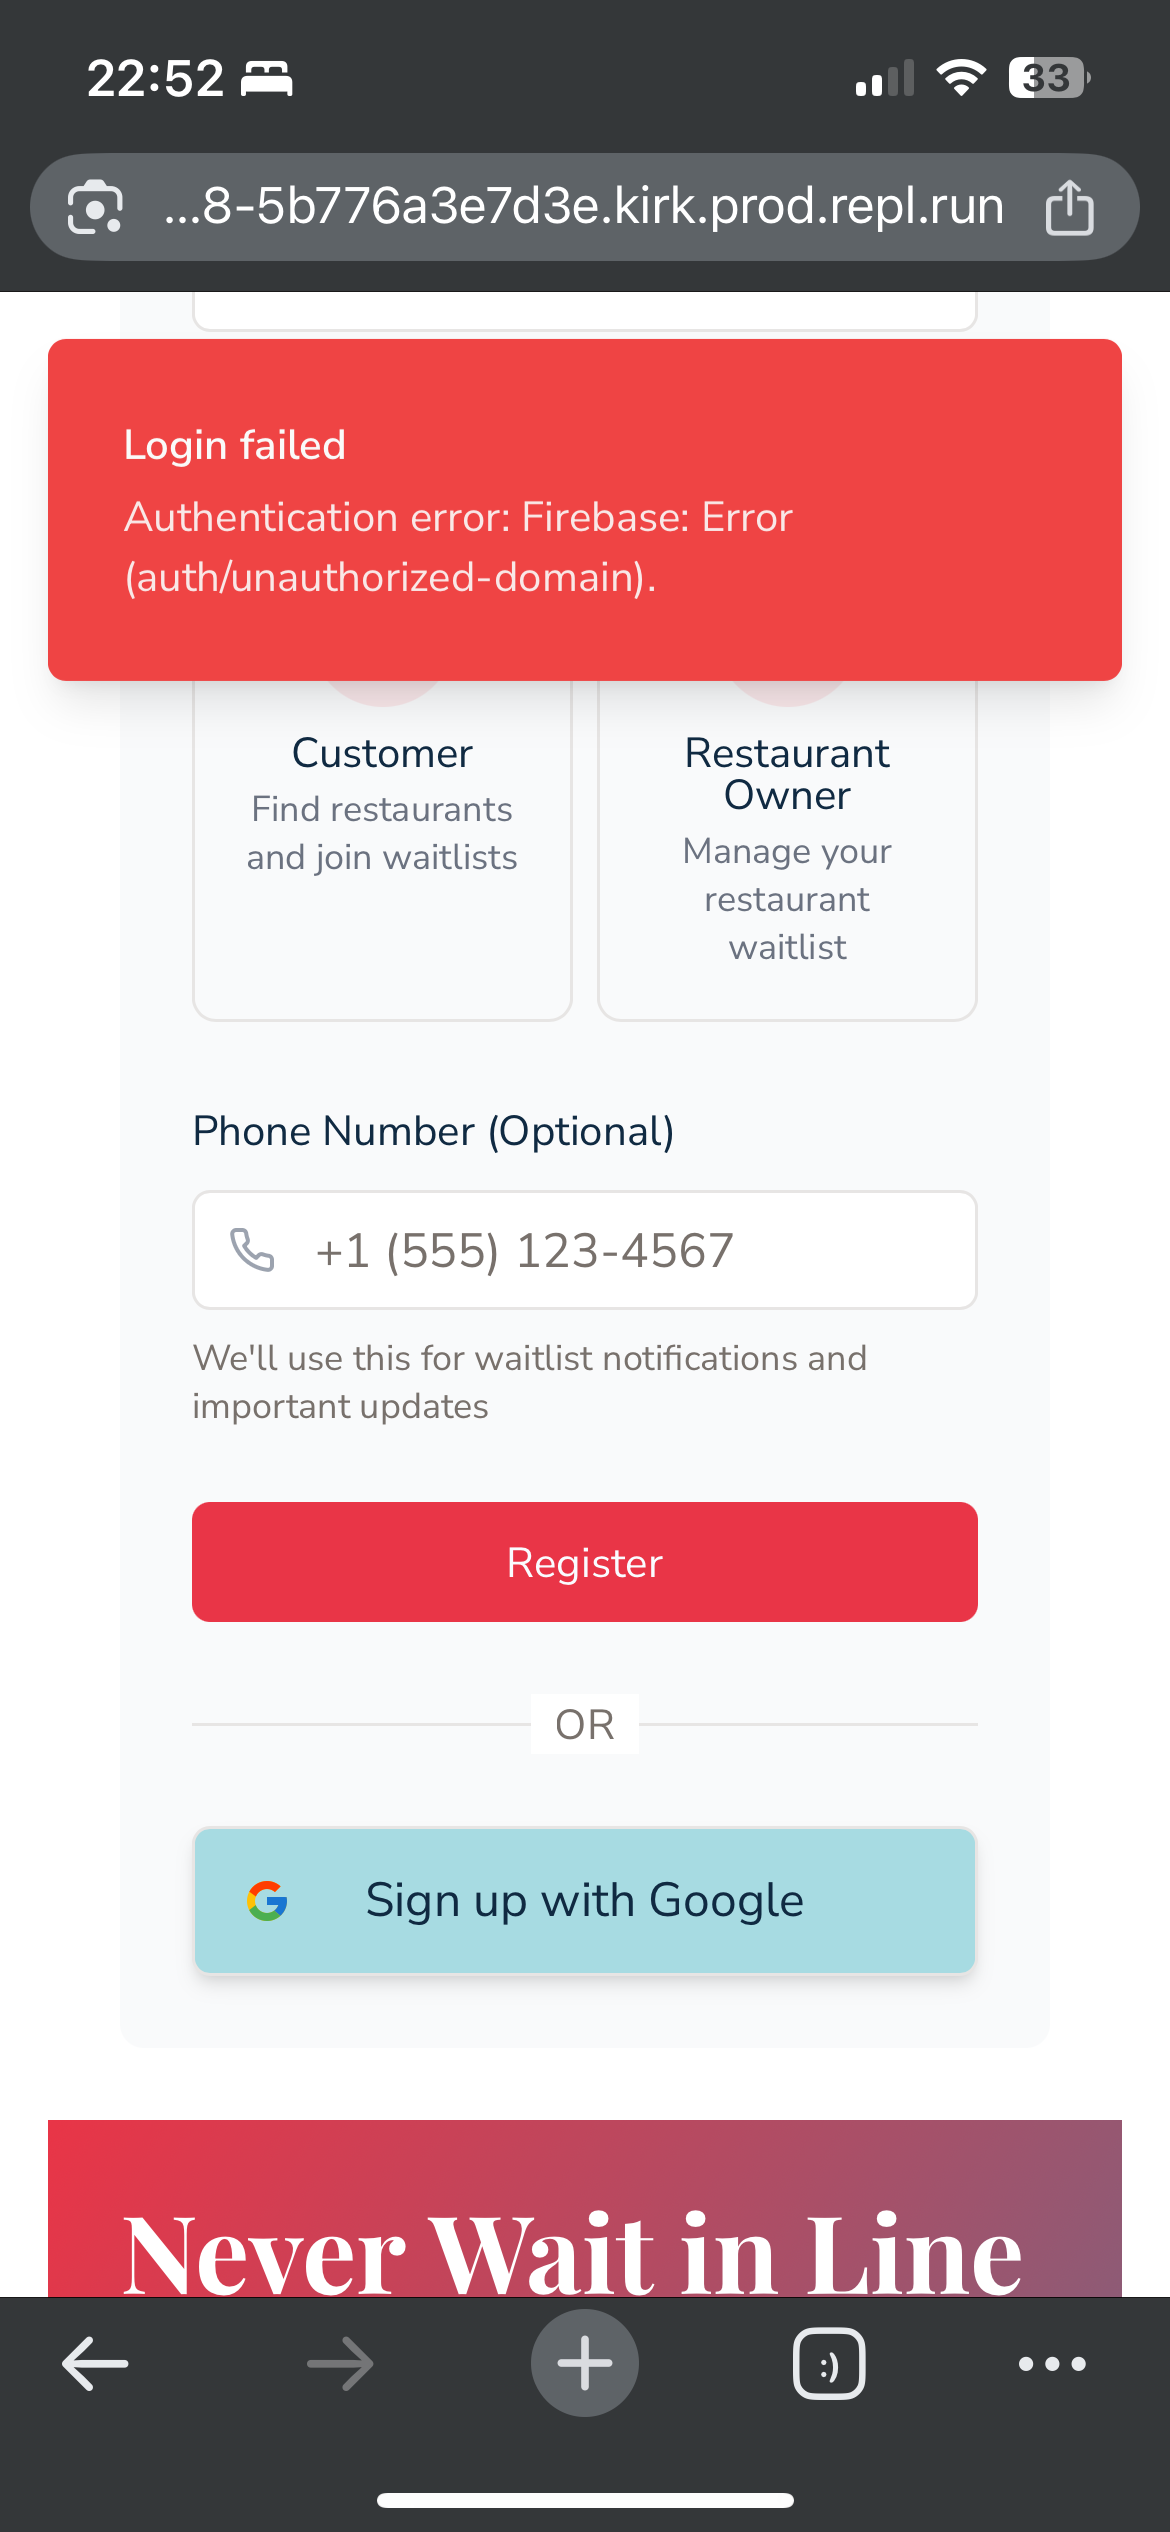 22:52
33
...8-5b776a3e7d3e.kirk.prod.repl.run
Login failed
Authentication error: Firebase: Error
(auth/unauthorized-domain).
Customer
Find restaurants
and join waitlists
Restaurant
Owner
Manage your
restaurant
waitlist
Phone Number (Optional)
+1 (555) 123-4567
We'll use this for waitlist notifications and
important updates
Register
OR
Sign up with Google
Never Wait in Line
:)